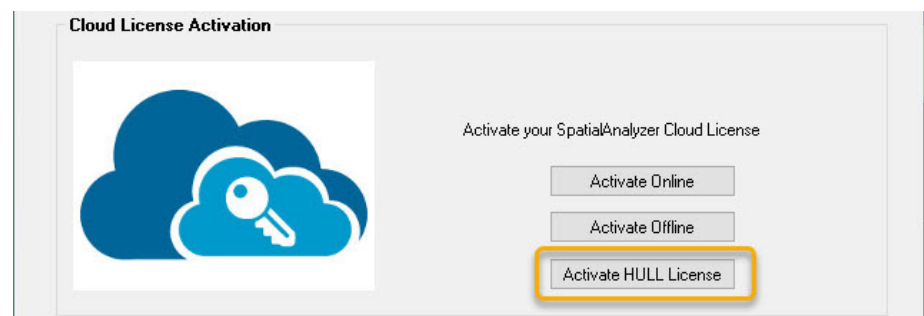 Cloud License Activation
Activate your SpatialAnalyzer Cloud License
Activate Online
Activate Offline
Activate HULL License